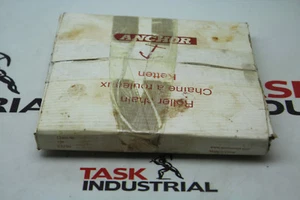 ANCHOR
Roller chain
Chaîne à rouleaux
Ketten
TASK
INDUSTRIAL